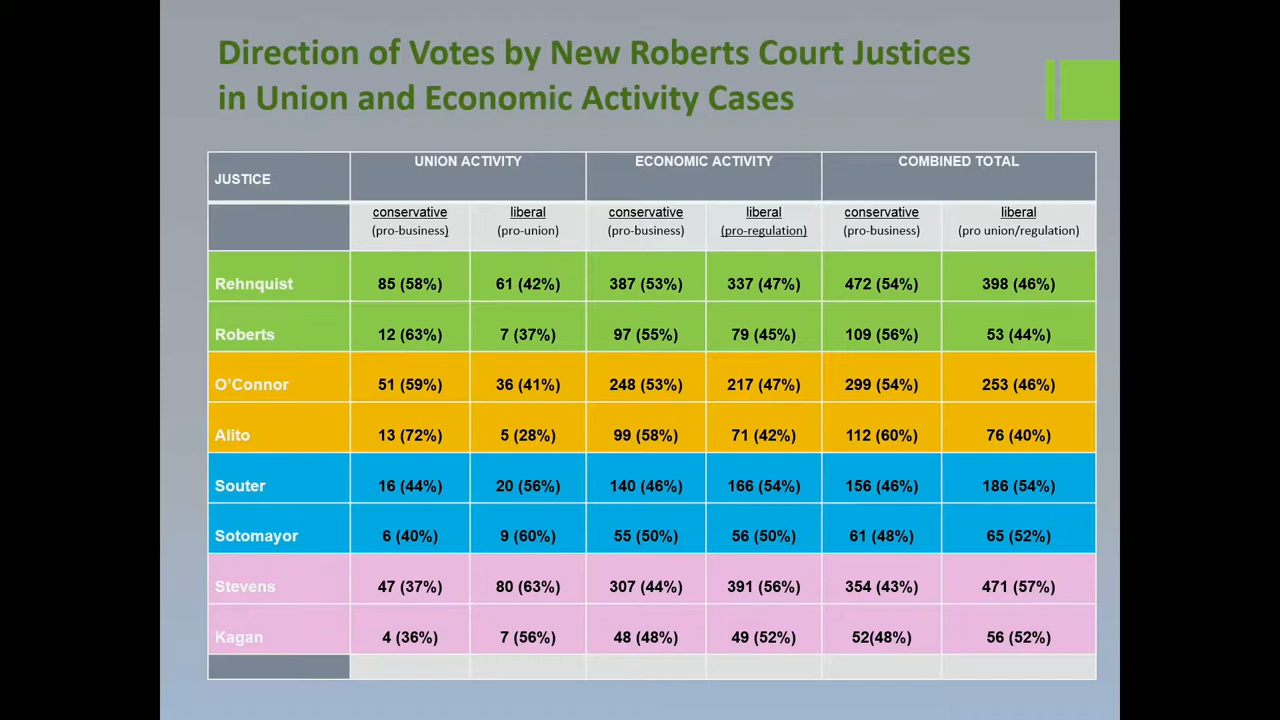 Direction of Votes by New Roberts Court Justices
in Union and Economic Activity Cases
JUSTICE UNION ACTIVITY ECONOMIC ACTIVITY COMBINED TOTAL
conservative liberal conservative liberal conservative liberal
(pro-business) (pro-union) (pro-business) (pro-regulation) (pro-business) (pro union/regulation)
Rehnquist 85 (58%) 61 (42%) 387 (53%) 337 (47%) 472 (54%) 398 (46%)
Roberts 12 (63%) 7 (37%) 97 (55%) 79 (45%) 109 (56%) 53 (44%)
O'Connor 51 (59%) 36 (41%) 248 (53%) 217 (47%) 299 (54%) 253 (46%)
Alito 13 (72%) 5 (28%) 99 (58%) 71 (42%) 112 (60%) 76 (40%)
Souter 16 (44%) 20 (56%) 140 (46%) 166 (54%) 156 (46%) 186 (54%)
Sotomayor 6 (40%) 9 (60%) 55 (50%) 56 (50%) 61 (48%) 65 (52%)
Stevens 47 (37%) 80 (63%) 307 (44%) 391 (56%) 354 (43%) 471 (57%)
Kagan 4 (36%) 7 (56%) 48 (48%) 49 (52%) 52(48%) 56 (52%)